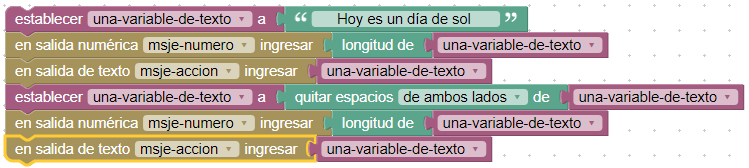 establecer una-variable-de-texto a “ Hoy es un día de sol ”
en salida numérica msje-numero ingresar longitud de una-variable-de-texto
en salida de texto msje-accion ingresar una-variable-de-texto
establecer una-variable-de-texto a quitar espacios de ambos lados de una-variable-de-texto
en salida numérica msje-numero ingresar longitud de una-variable-de-texto
en salida de texto msje-accion ingresar una-variable-de-texto